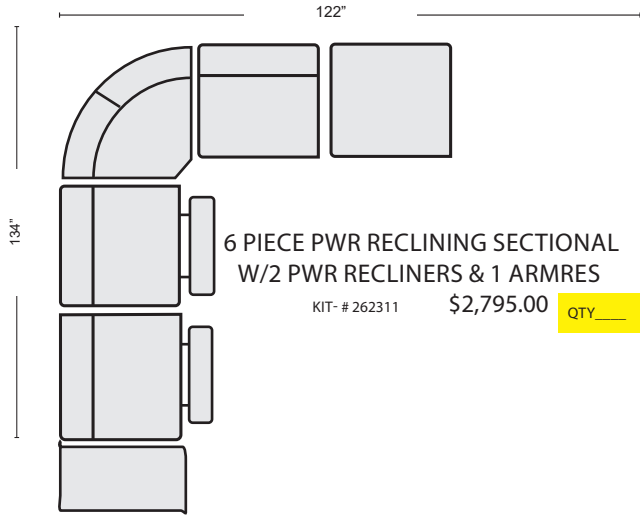 122”
134”
6 PIECE PWR RECLINING SECTIONAL
W/2 PWR RECLINERS & 1 ARMRES
KIT- # 262311 $2,795.00 QTY____